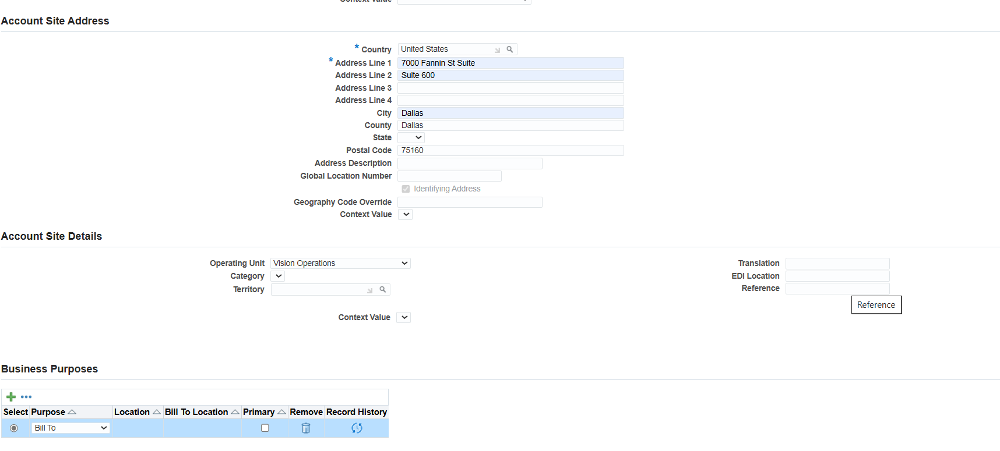 Context Value
Account Site Address
* Country United States
* Address Line 1 7000 Fannin St Suite
Address Line 2 Suite 600
Address Line 3
Address Line 4
City Dallas
County Dallas
State
Postal Code 75160
Address Description
Global Location Number
Identifying Address
Geography Code Override
Context Value
Account Site Details
Operating Unit Vision Operations Translation
Category EDI Location
Territory Reference
Reference
Context Value
Business Purposes
Select Purpose Location Bill To Location Primary Remove Record History
Bill To